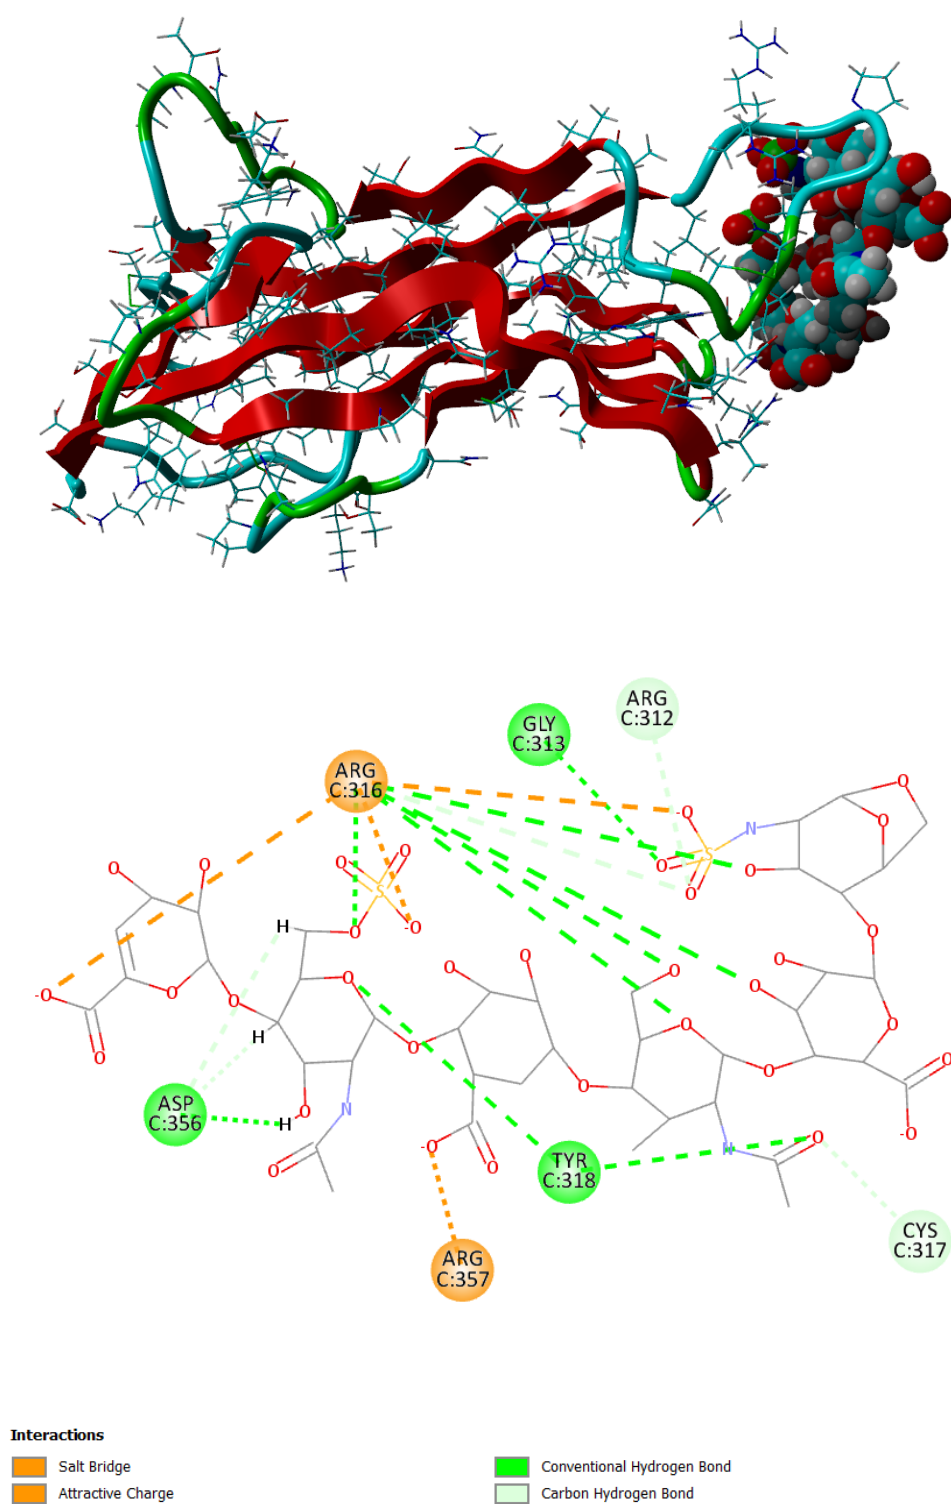 ARG
C:312
GLY
C:313
ARG
C:316
-O
O
O
O
S
N
O
O
O
O
O
O
S
-O
O
O
O
O
H
O
O
O
O
O
O
O
O
O
-O
O
O
O
H
O
O
O
O
O
O
ASP
C:356
H
O
N
-O
O
TYR
C:318
N
O
-O
O
CYS
C:317
ARG
C:357
Interactions
Salt Bridge
Attractive Charge
Conventional Hydrogen Bond
Carbon Hydrogen Bond